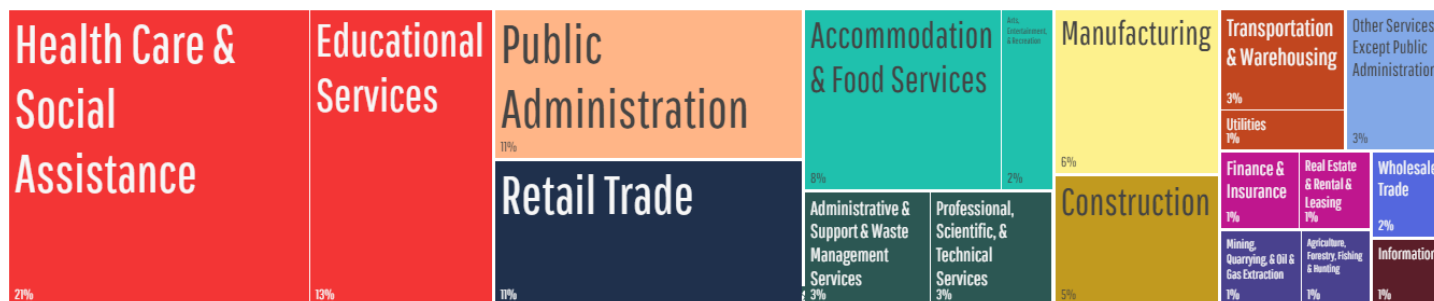 Health Care &
Social
Assistance
21%
Educational
Services
13%
Public
Administration
11%
Retail Trade
11%
Accommodation
& Food Services
8%
Arts,
Entertainment,
& Recreation
2%
Administrative &
Support & Waste
Management
Services
3%
Professional,
Scientific, &
Technical
Services
3%
Manufacturing
6%
Construction
5%
Transportation
& Warehousing
3%
Utilities
1%
Other Services
Except Public
Administration
3%
Finance &
Insurance
1%
Real Estate
& Rental &
Leasing
1%
Wholesale
Trade
2%
Mining,
Quarrying, & Oil &
Gas Extraction
1%
Agriculture,
Forestry, Fishing
& Hunting
1%
Information
1%